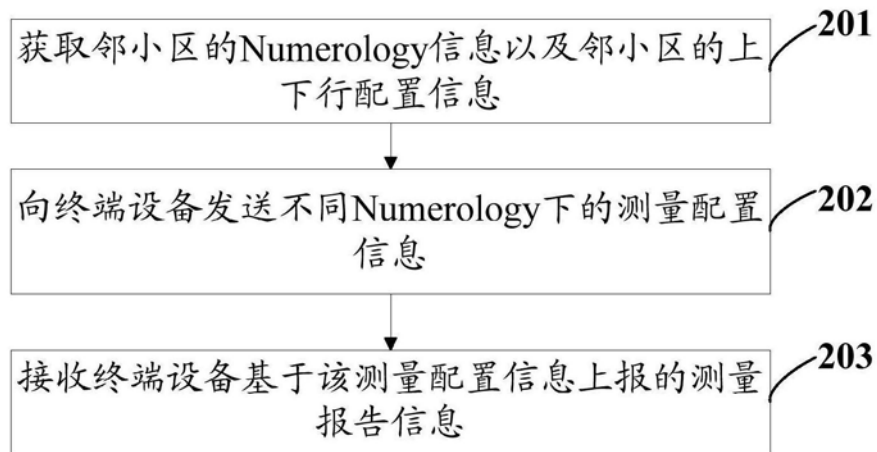 获取邻小区的Numerology信息以及邻小区的上
下行配置信息
201
向终端设备发送不同Numerology下的测量配置
信息
202
接收终端设备基于该测量配置信息上报的测量
报告信息
203